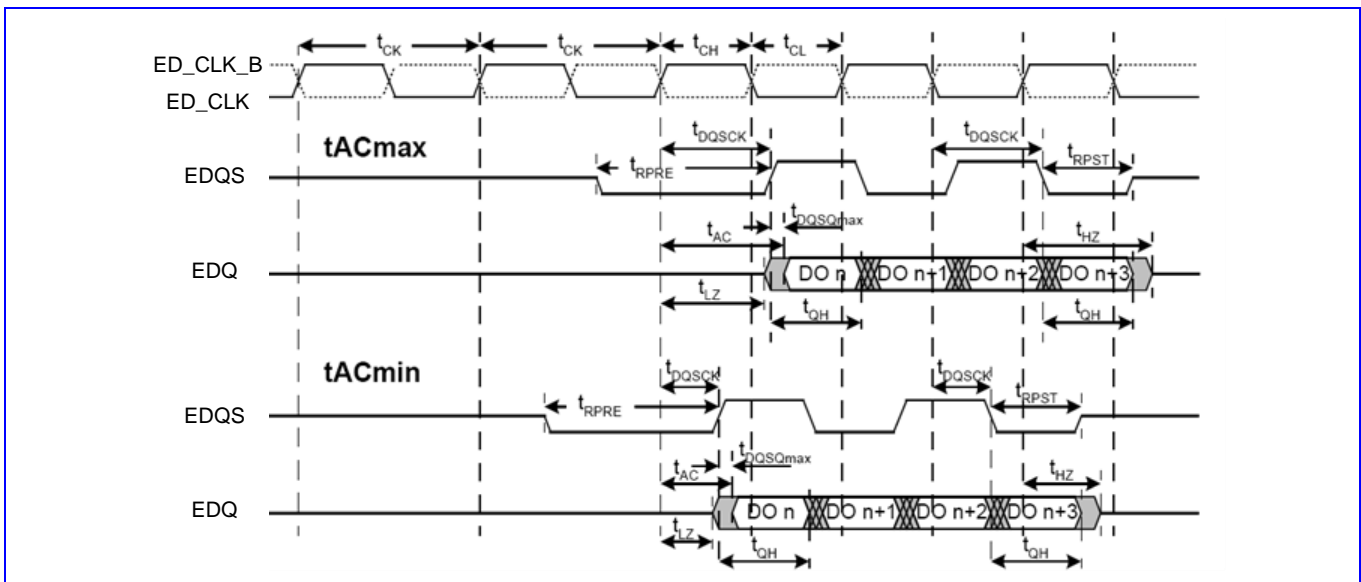 tCK tCK tCH tCL
ED_CLK_B
ED_CLK
tDQSCK tDQSCK
tACmax
tRPRE tRPST
EDQS
tDQSQmax
tAC tHZ
EDQ DO n DO n+1 DO n+2 DO n+3
tLZ
tQH tQH
tACmin
tDQSCK tDQSCK
tRPRE tRPST
EDQS
tDQSQmax
tAC tHZ
EDQ DO n DO n+1 DO n+2 DO n+3
tLZ
tQH tQH